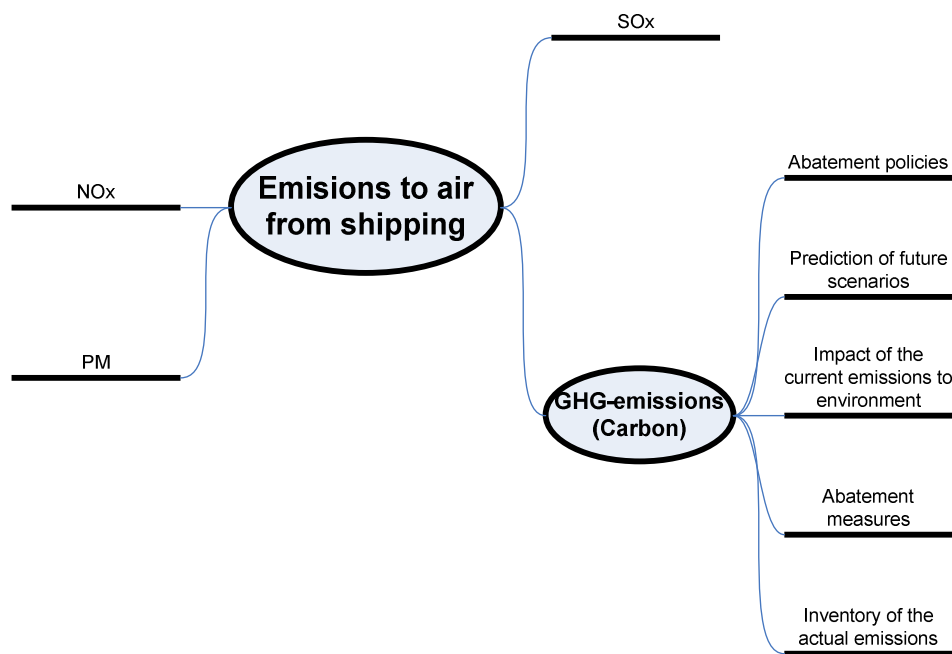 SOx
Emisions to air
from shipping
NOx
PM
GHG-emissions
(Carbon)
Abatement policies
Prediction of future
scenarios
Impact of the
current emissions to
environment
Abatement
measures
Inventory of the
actual emissions